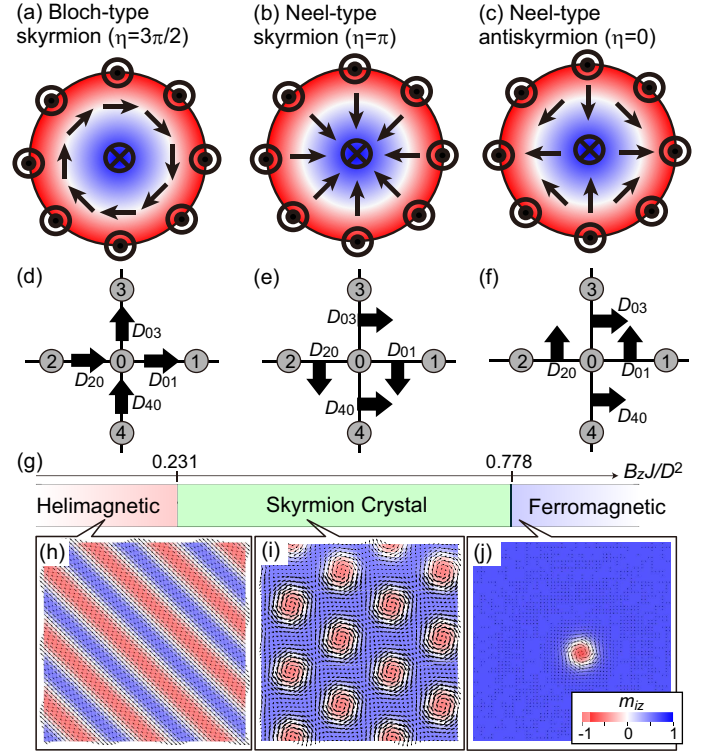 (a) Bloch-type
skyrmion (η=3π/2)
(b) Neel-type
skyrmion (η=π)
(c) Neel-type
antiskyrmion (η=0)
(d)
3
D03
2
0
1
D20
D01
D40
4
(e)
3
D03
D20
D01
2
0
1
D40
4
(f)
3
D03
2
0
1
D20
D01
D40
4
(g)
0.231
0.778
BzJ/D²
Helimagnetic
Skyrmion Crystal
Ferromagnetic
(h)
(i)
(j)
miz
-1
0
1